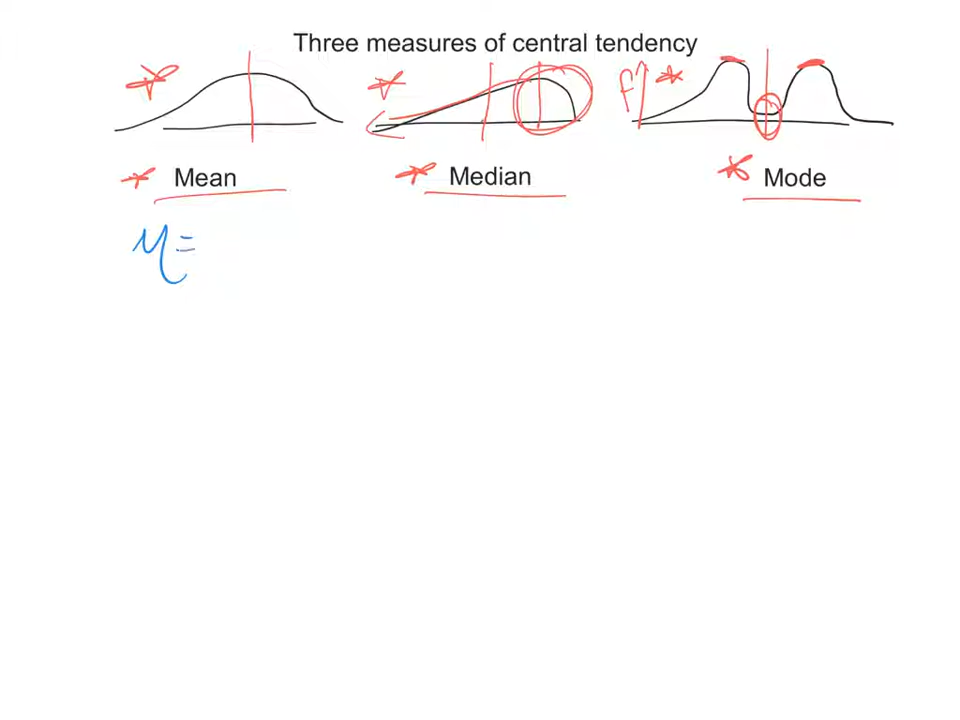 Three measures of central tendency
f
Mean Median Mode
μ =